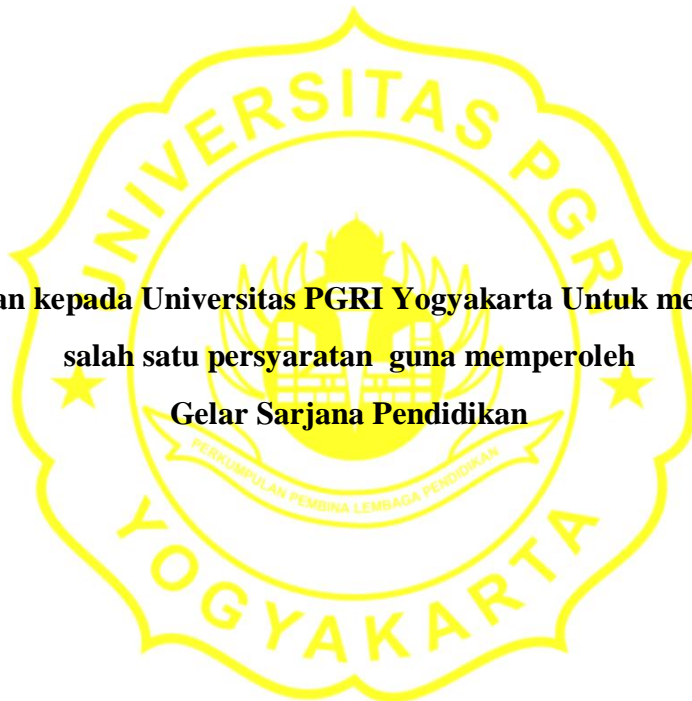 UNIVERSITAS PGRI
an kepada Universitas PGRI Yogyakarta Untuk me
salah satu persyaratan guna memperoleh
Gelar Sarjana Pendidikan
PERKUMPULAN PEMBINA LEMBAGA PENDIDIKAN
YOGYAKARTA